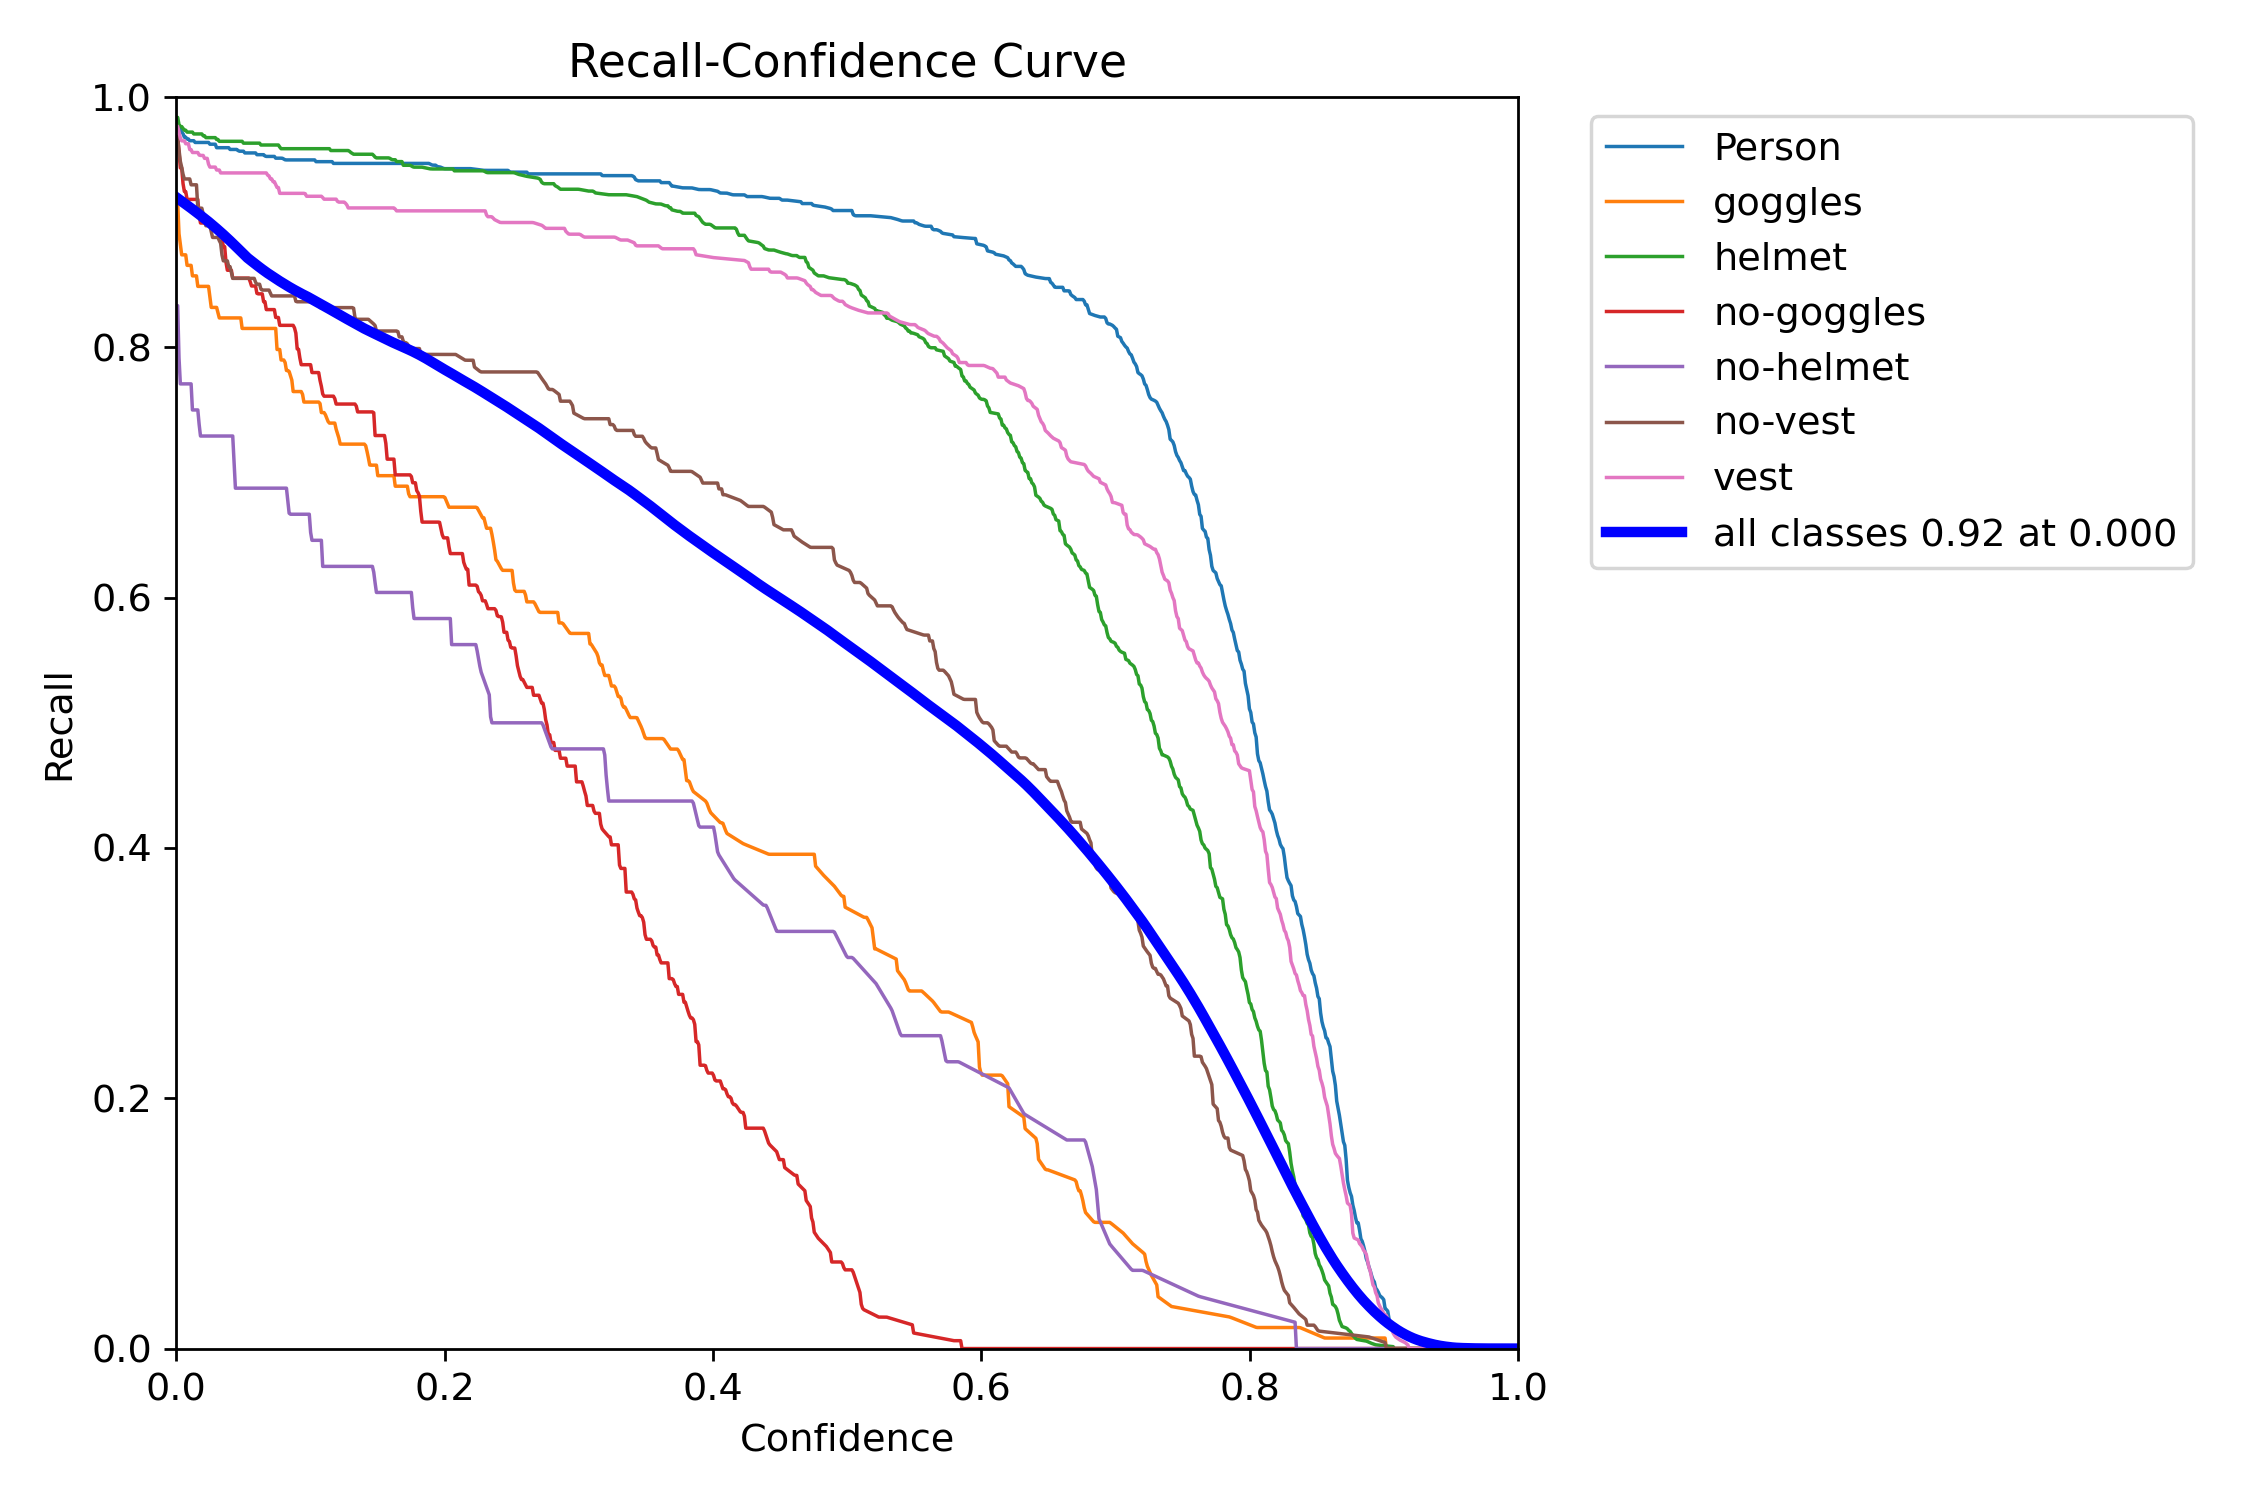 Recall-Confidence Curve
1.0
0.8
0.6
0.4
0.2
0.0
Recall
0.0 0.2 0.4 0.6 0.8 1.0
Confidence
Person
goggles
helmet
no-goggles
no-helmet
no-vest
vest
all classes 0.92 at 0.000